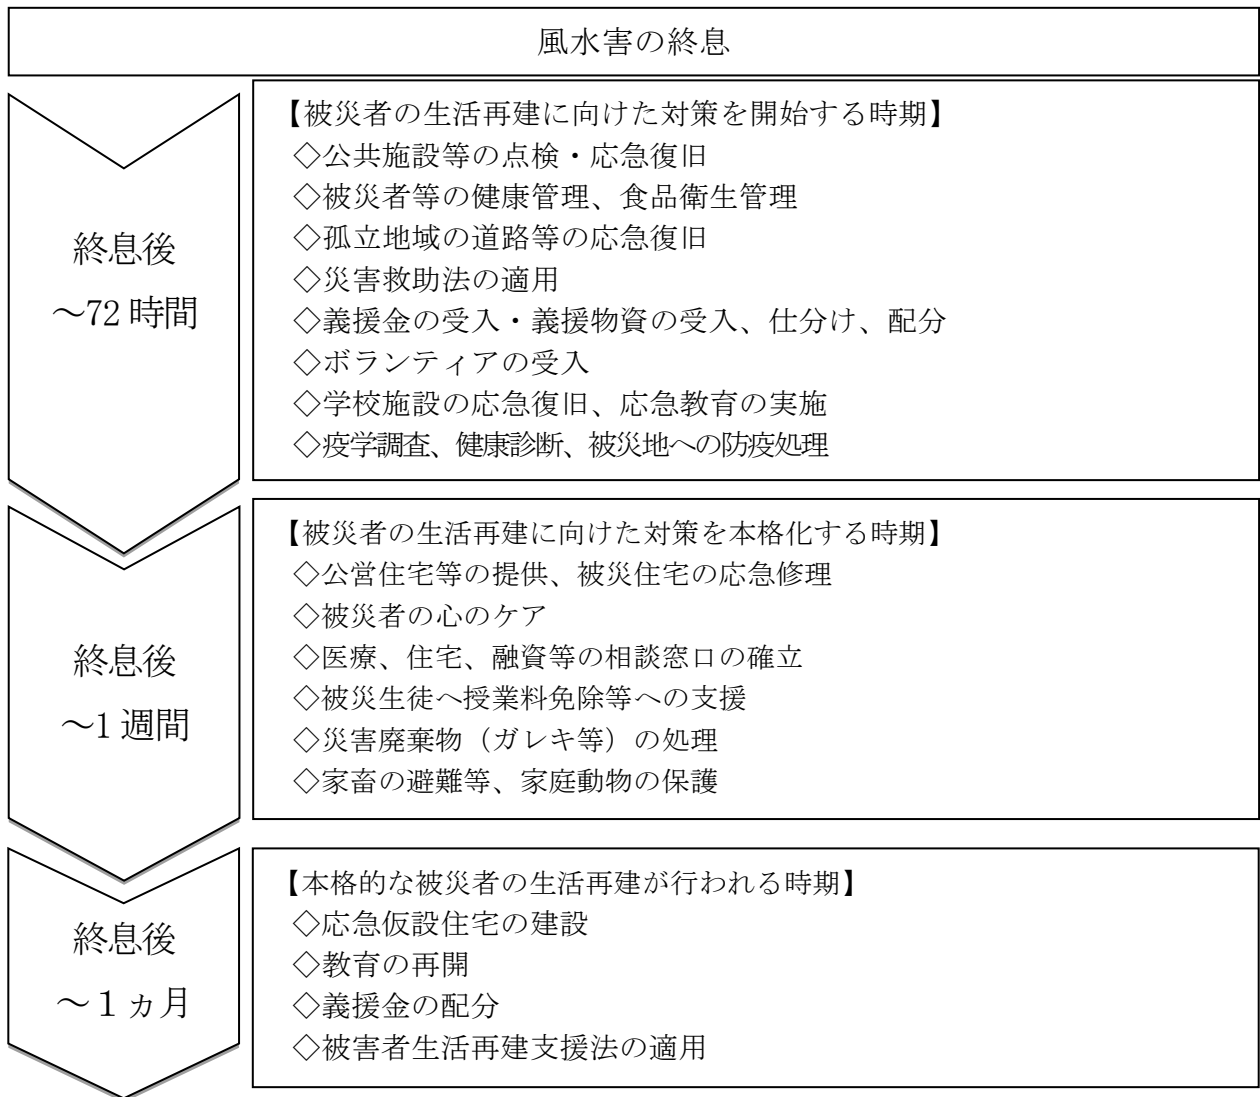 風水害の終息
終息後
～72時間
【被災者の生活再建に向けた対策を開始する時期】
◇公共施設等の点検・応急復旧
◇被災者等の健康管理、食品衛生管理
◇孤立地域の道路等の応急復旧
◇災害救助法の適用
◇義援金の受入・義援物資の受入、仕分け、配分
◇ボランティアの受入
◇学校施設の応急復旧、応急教育の実施
◇疫学調査、健康診断、被災地への防疫処理
終息後
～1週間
【被災者の生活再建に向けた対策を本格化する時期】
◇公営住宅等の提供、被災住宅の応急修理
◇被災者の心のケア
◇医療、住宅、融資等の相談窓口の確立
◇被災生徒へ授業料免除等への支援
◇災害廃棄物（ガレキ等）の処理
◇家畜の避難等、家庭動物の保護
終息後
～１ヵ月
【本格的な被災者の生活再建が行われる時期】
◇応急仮設住宅の建設
◇教育の再開
◇義援金の配分
◇被害者生活再建支援法の適用